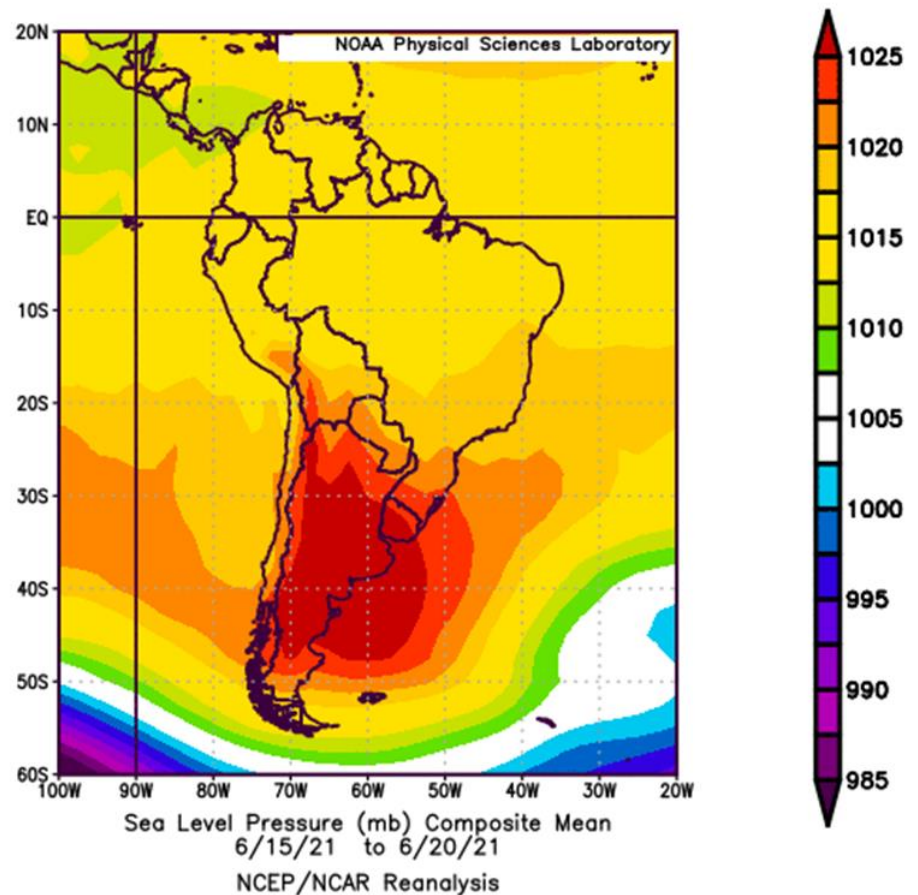 20N
NOAA Physical Sciences Laboratory
1025
10N
1020
EQ
1015
10S
1010
20S
1005
30S
1000
40S
995
50S
990
60S
985
100W 90W 80W 70W 60W 50W 40W 30W 20W
Sea Level Pressure (mb) Composite Mean
6/15/21 to 6/20/21
NCEP/NCAR Reanalysis